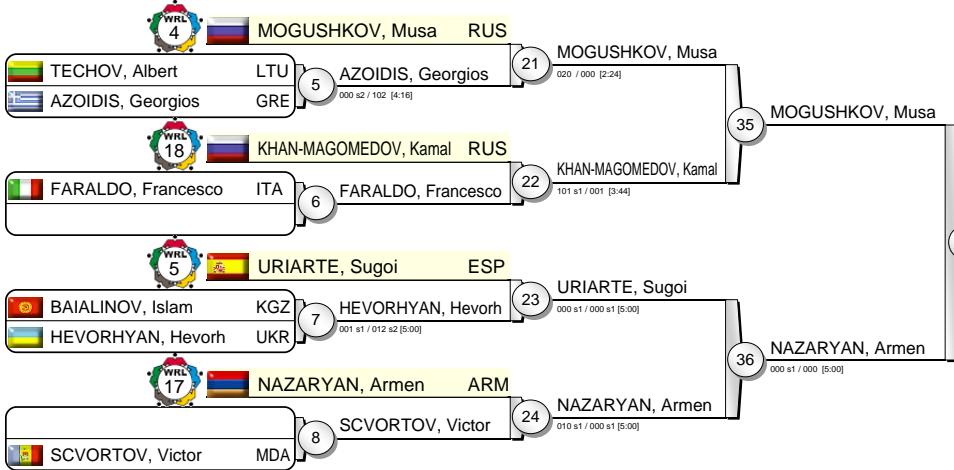 WRL
4
MOGUSHKOV, Musa RUS
TECHOV, Albert LTU
AZOIDIS, Georgios GRE
5
AZOIDIS, Georgios
000 s2 / 102 [4:16]
21
MOGUSHKOV, Musa
020 / 000 [2:24]
WRL
18
KHAN-MAGOMEDOV, Kamal RUS
FARALDO, Francesco ITA
6
FARALDO, Francesco
22
KHAN-MAGOMEDOV, Kamal
101 s1 / 001 [3:44]
35
MOGUSHKOV, Musa
WRL
5
URIARTE, Sugoi ESP
BAIALINOV, Islam KGZ
HEVORHYAN, Hevorh UKR
7
HEVORHYAN, Hevorh
001 s1 / 012 s2 [5:00]
23
URIARTE, Sugoi
000 s1 / 000 s1 [5:00]
WRL
17
NAZARYAN, Armen ARM
SCVORTOV, Victor MDA
8
SCVORTOV, Victor
24
NAZARYAN, Armen
010 s1 / 000 s1 [5:00]
36
NAZARYAN, Armen
000 s1 / 000 [5:00]